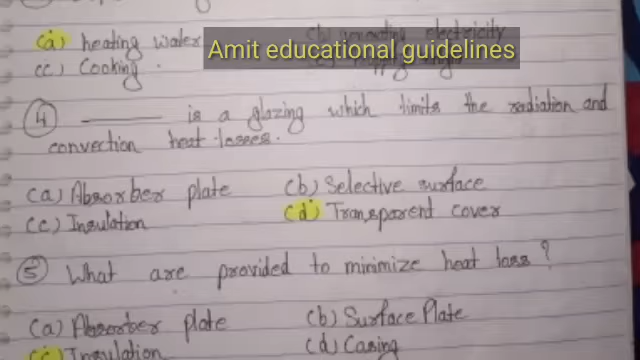 (a) heating water
Amit educational guidelines
electricity
(c) Cooking.
④ ______ is a glazing which limits the radiation and
convection heat losses.
(a) Absorber plate (b) Selective surface
(c) Insulation (d) Transparent cover
⑤ What are provided to minimize heat loss?
(a) Absorber plate (b) Surface Plate
(c) Insulation (d) Casing